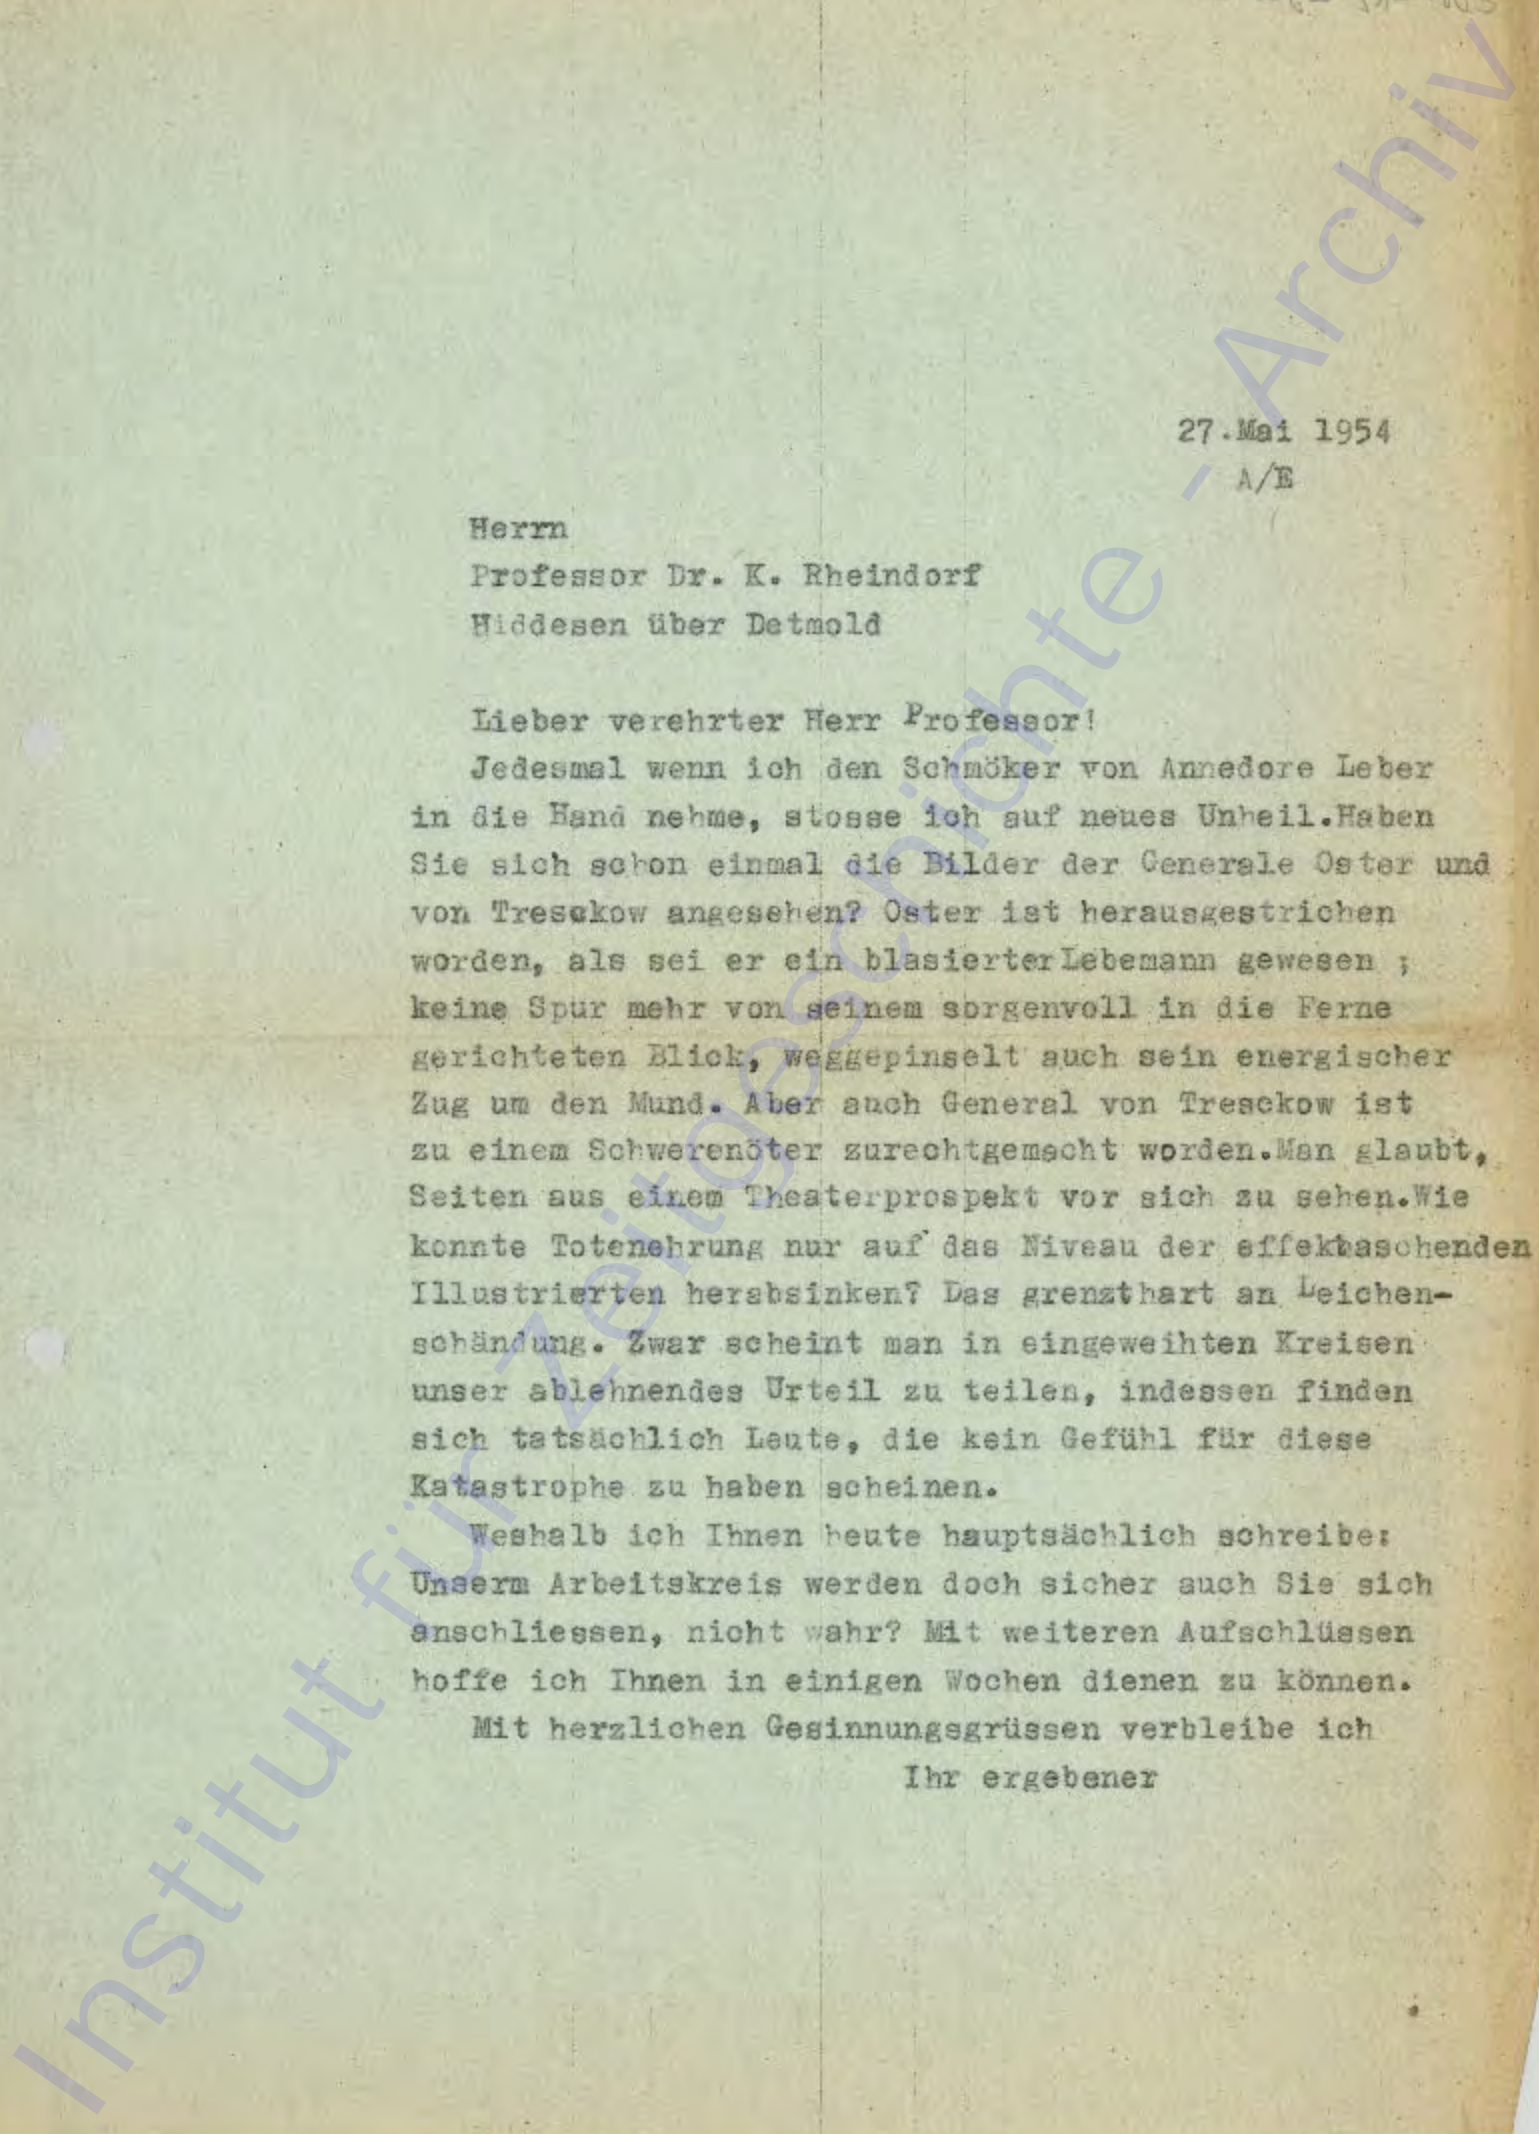 27.Mai 1954
A/E
Herrn
Professor Dr. K. Rheindorf
Hiddesen über Detmold
Lieber verehrter Herr Professor!
Jedesmal wenn ich den Schmöker von Annedore Leber
in die Hand nehme, stosse ich auf neues Unheil.Haben
Sie sich schon einmal die Bilder der Generale Oster und
von Tresckow angesehen? Oster ist herausgestrichen
worden, als sei er ein blasierterLebemann gewesen ;
keine Spur mehr von seinem sorgenvoll in die Ferne
gerichteten Blick, weggepinselt auch sein energischer
Zug um den Mund. Aber auch General von Tresckow ist
zu einem Schwerenöter zurechtgemacht worden.Man glaubt,
Seiten aus einem Theaterprospekt vor sich zu sehen.Wie
konnte Totenehrung nur auf das Niveau der effekthaschenden
Illustrierten herabsinken? Das grenzthart an Leichen-
schändung. Zwar scheint man in eingeweihten Kreisen
unser ablehnendes Urteil zu teilen, indessen finden
sich tatsächlich Leute, die kein Gefühl für diese
Katastrophe zu haben scheinen.
Weshalb ich Ihnen heute hauptsächlich schreibe:
Unserm Arbeitskreis werden doch sicher auch Sie sich
anschliessen, nicht wahr? Mit weiteren Aufschlüssen
hoffe ich Ihnen in einigen Wochen dienen zu können.
Mit herzlichen Gesinnungsgrüssen verbleibe ich
Ihr ergebener
Institut für Zeitgeschichte - Archiv